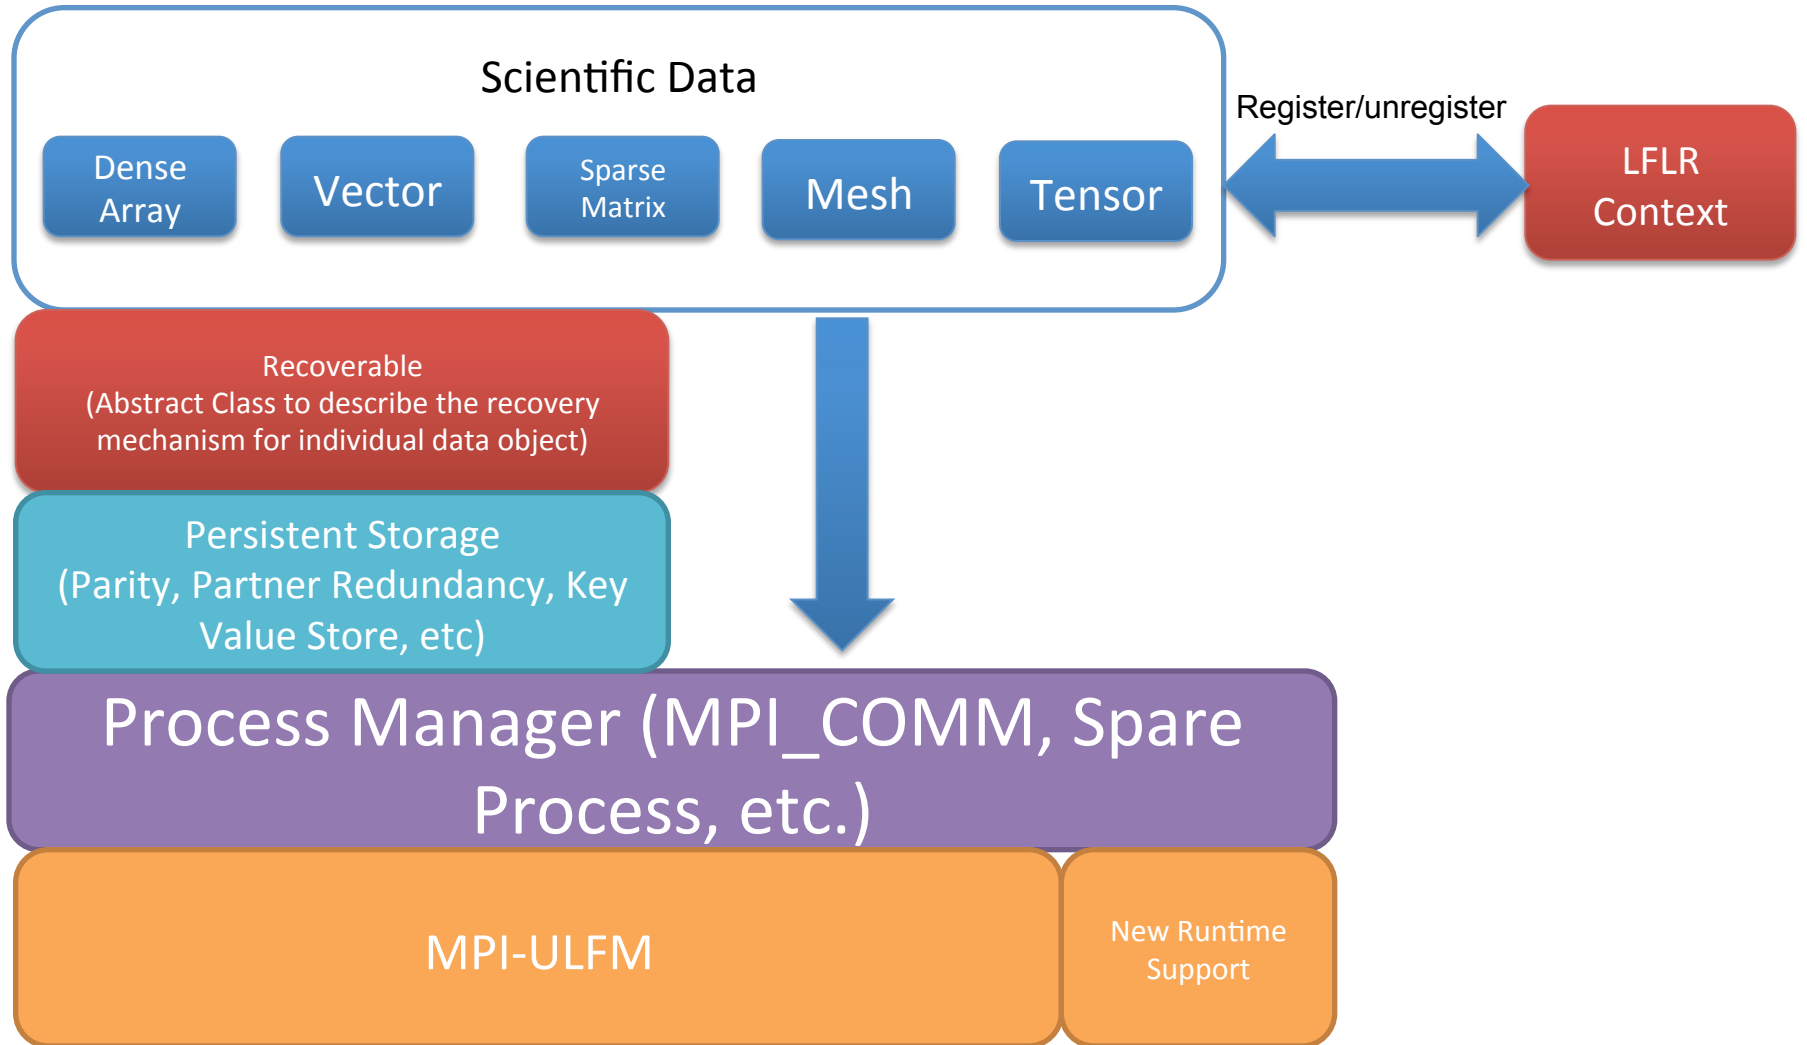 Scientific Data
Register/unregister
Dense
Array
Vector
Sparse
Matrix
Mesh
Tensor
LFLR
Context
Recoverable
(Abstract Class to describe the recovery
mechanism for individual data object)
Persistent Storage
(Parity, Partner Redundancy, Key
Value Store, etc)
Process Manager (MPI_COMM, Spare
Process, etc.)
MPI-ULFM
New Runtime
Support